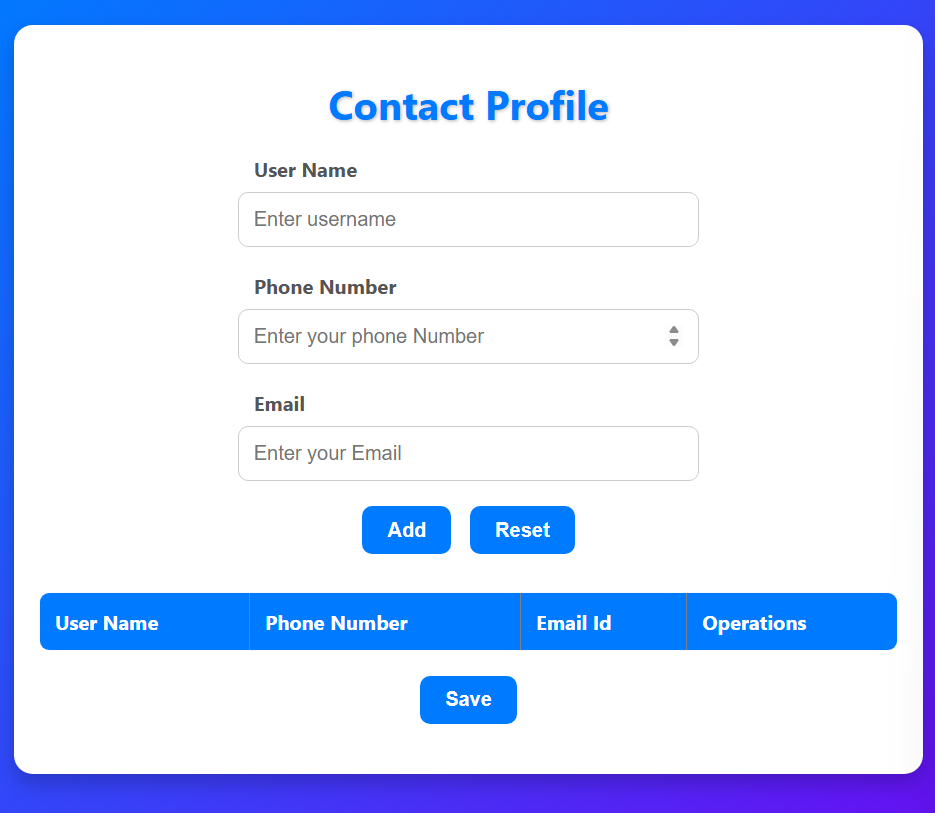 Contact Profile
User Name
Enter username
Phone Number
Enter your phone Number
Email
Enter your Email
Add Reset
User Name Phone Number Email Id Operations
Save